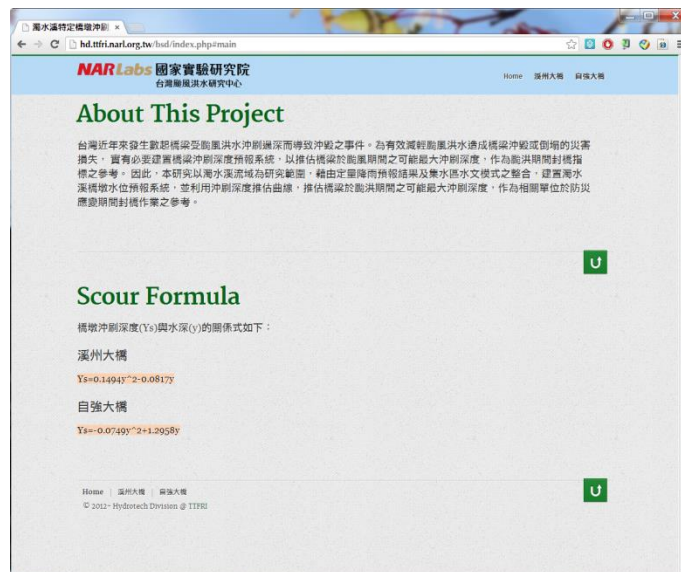 濁水溪特定橋墩沖刷
hd.ttfri.narl.org.tw/bsd/index.php#main
NARLabs 國家實驗研究院
台灣颱風洪水研究中心
Home 溪州大橋 自強大橋
About This Project
台灣近年來發生數起橋梁受颱風洪水沖刷過深而導致沖毀之事件。為有效減輕颱風洪水造成橋梁沖毀或倒塌的災害
損失, 實有必要建置橋梁沖刷深度預報系統,以推估橋梁於颱風期間之可能最大沖刷深度,作為颱洪期間封橋指
標之參考。 因此,本研究以濁水溪流域為研究範圍,藉由定量降雨預報結果及集水區水文模式之整合,建置濁水
溪橋墩水位預報系統,並利用沖刷深度推估曲線,推估橋梁於颱洪期間之可能最大沖刷深度,作為相關單位於防災
應變期間封橋作業之參考。
Scour Formula
橋墩沖刷深度(Ys)與水深(y)的關係式如下:
溪州大橋
Ys=0.1494y^2-0.0817y
自強大橋
Ys=-0.0749y^2+1.2958y
Home | 溪州大橋 | 自強大橋
© 2012- Hydrotech Division @ TTFRI